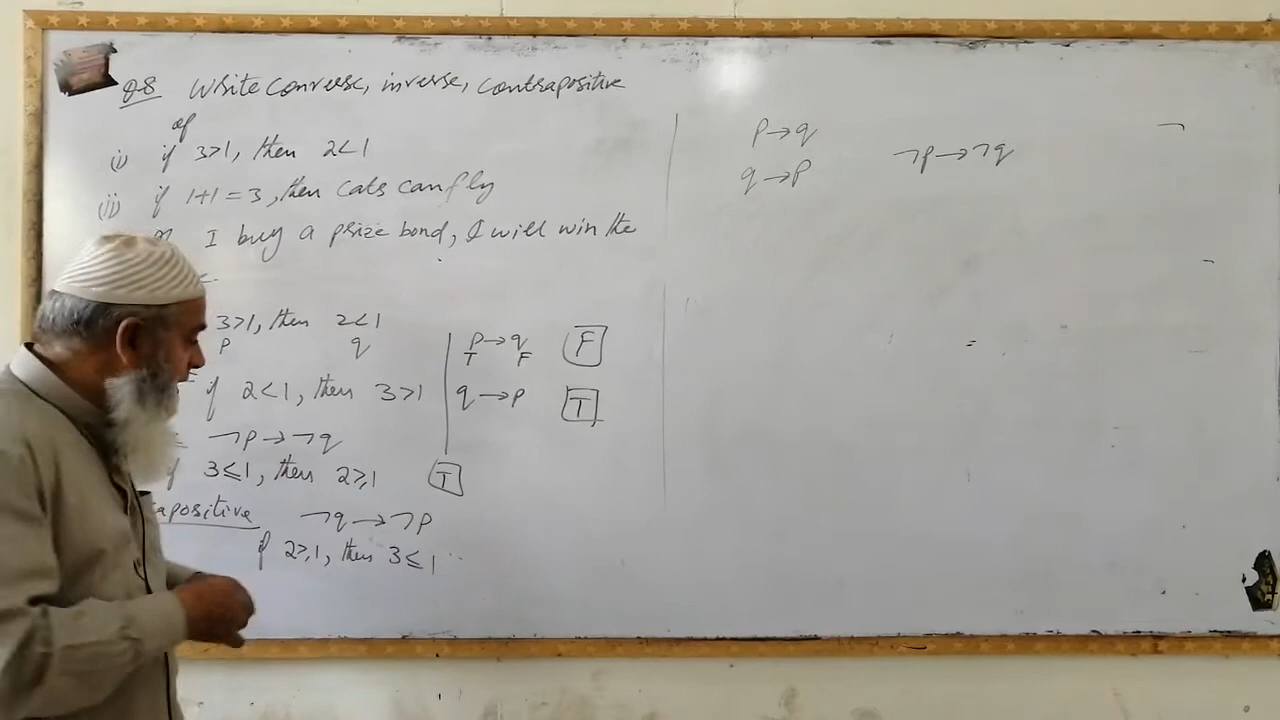 Q8 Write converse, inverse, contrapositive
of
(i) if 3>1, then 2<1
(ii) if 1+1=3, then cats can fly
I buy a prize bond, I will win the
3>1, then 2<1
p q
if 2<1, then 3>1
¬p→¬q
3≤1, then 2≥1 T
apositive ¬q→¬p
if 2≥1, then 3≤1
p→q F
T F
q→p T
p→q
q→p
¬p→¬q
¬